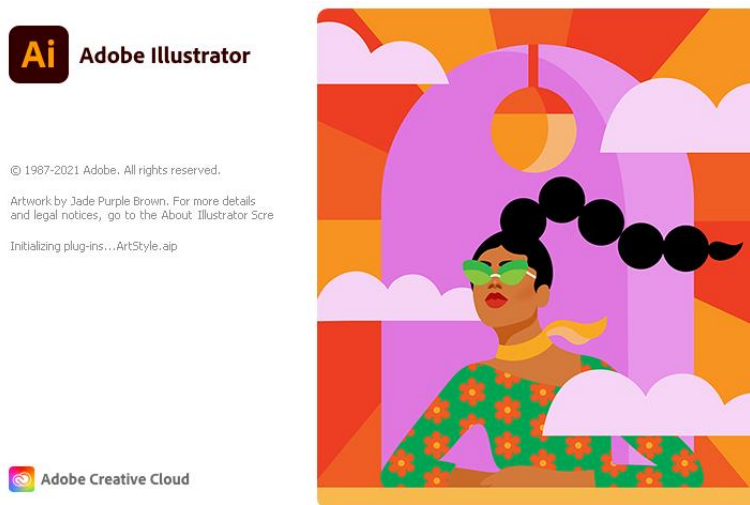 Ai Adobe Illustrator
© 1987-2021 Adobe. All rights reserved.
Artwork by Jade Purple Brown. For more details
and legal notices, go to the About Illustrator Scre
Initializing plug-ins...ArtStyle.aip
Adobe Creative Cloud